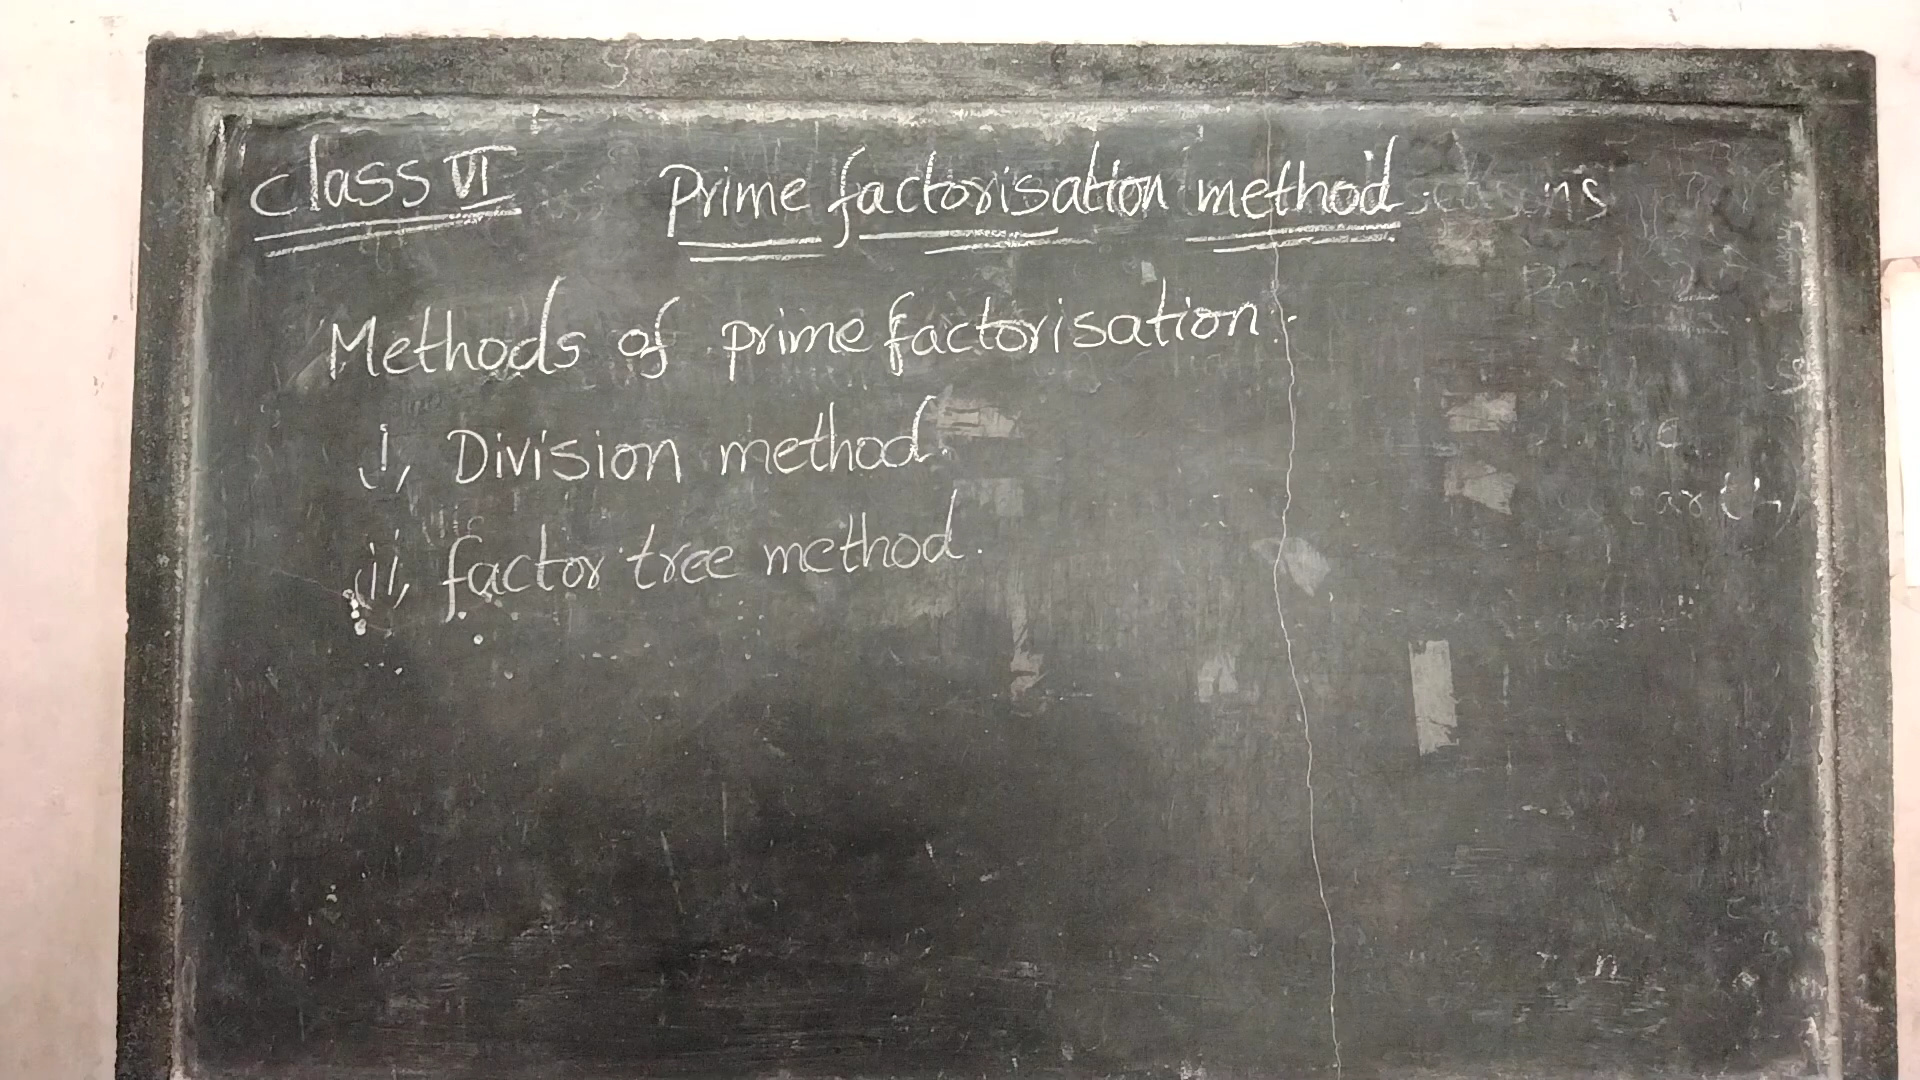 Class VI Prime factorisation method.
Methods of prime factorisation:-
i, Division method.
ii, factor tree method.